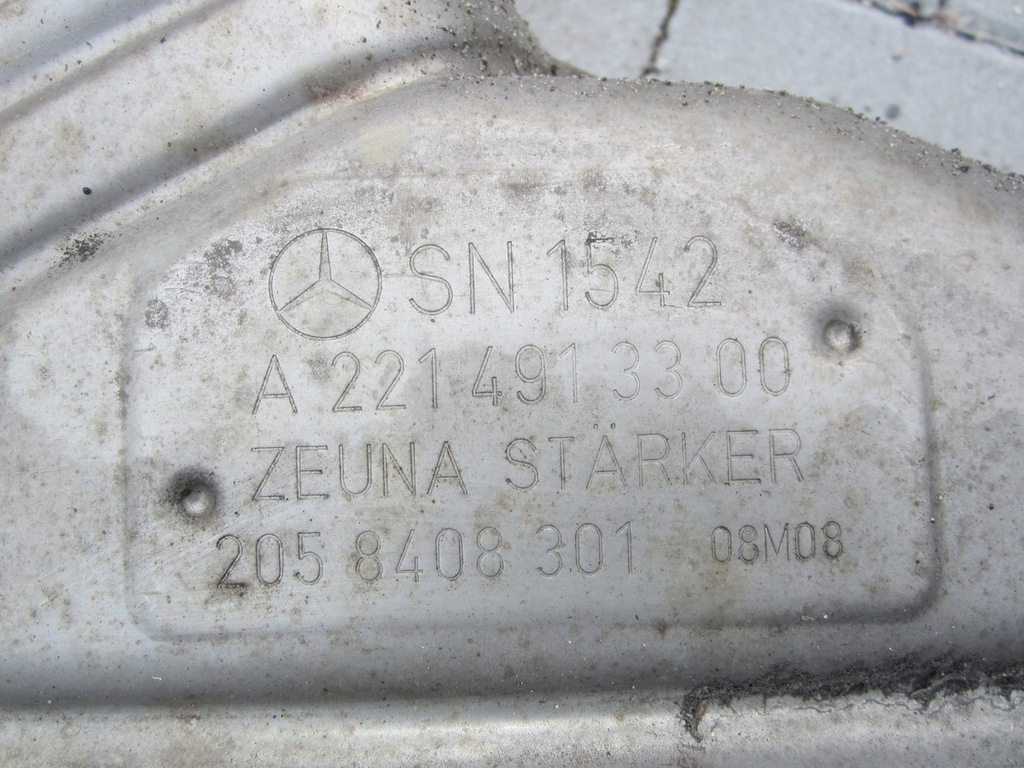 SN 1542
A 221 491 33 00
ZEUNA STÄRKER
205 8408 301 08M08